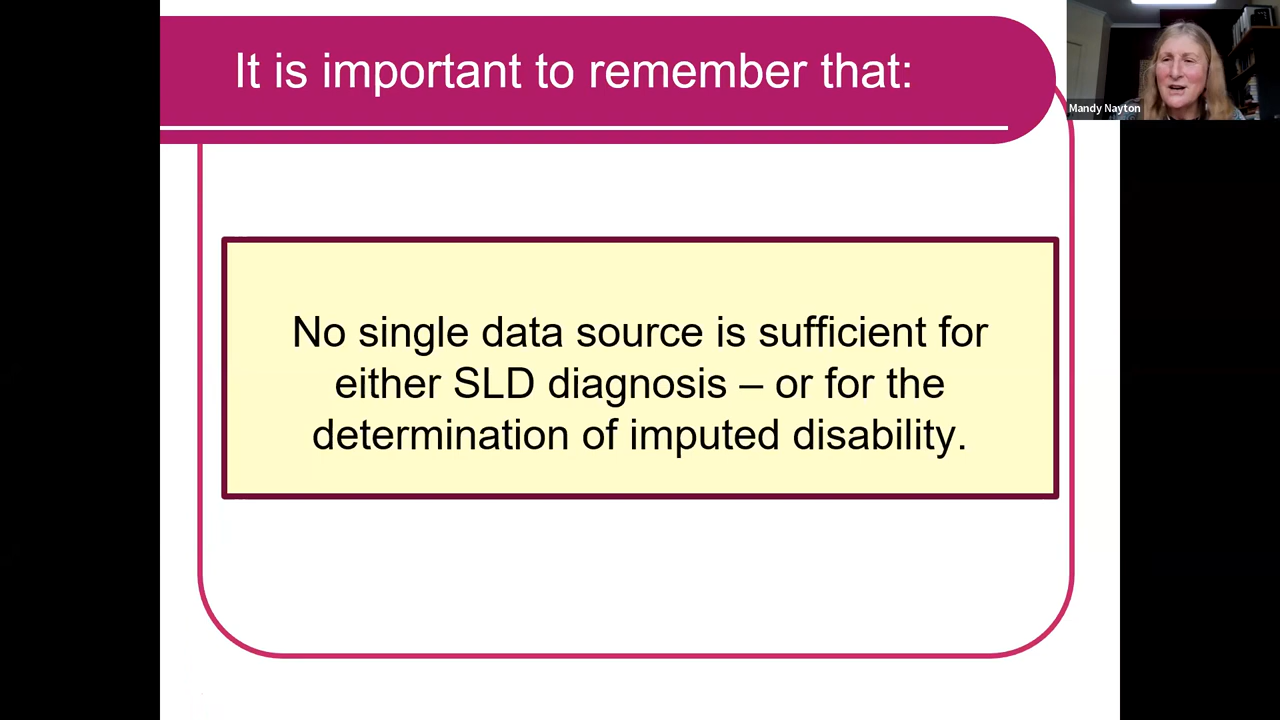 It is important to remember that:
Mandy Nayton
No single data source is sufficient for
either SLD diagnosis – or for the
determination of imputed disability.